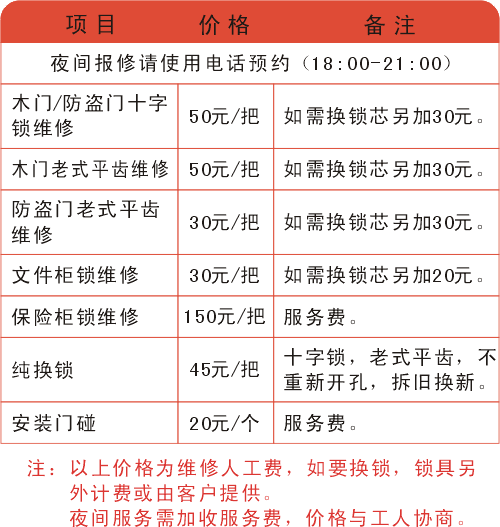 项目 价格 备注
夜间报修请使用电话预约（18:00-21:00）
木门/防盗门十字
锁维修
50元/把
如需换锁芯另加30元。
木门老式平齿维修 50元/把 如需换锁芯另加30元。
防盗门老式平齿
维修
30元/把
如需换锁芯另加30元。
文件柜锁维修 30元/把 如需换锁芯另加20元。
保险柜锁维修 150元/把 服务费。
纯换锁 45元/把
十字锁，老式平齿，不
重新开孔，拆旧换新。
安装门碰 20元/个 服务费。
注：以上价格为维修人工费，如要换锁，锁具另
外计费或由客户提供。
夜间服务需加收服务费，价格与工人协商。